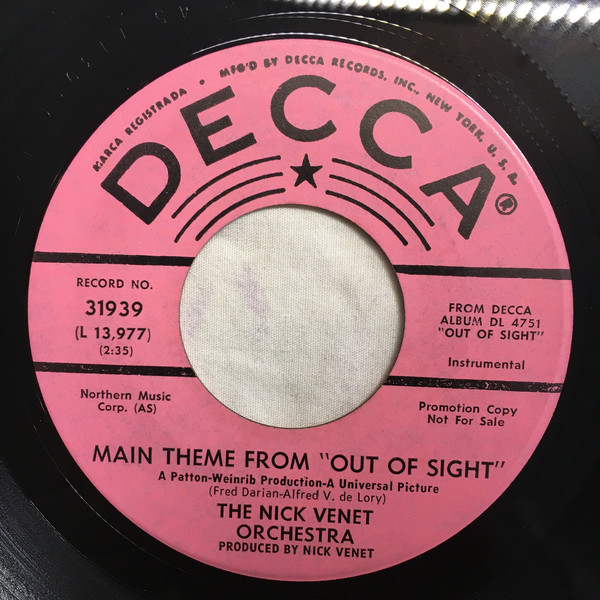 MARCA REGISTRADA • MFG'D BY DECCA RECORDS, INC., NEW YORK, U. S. A.
DECCA®
RECORD NO.
31939
(L 13,977)
(2:35)
FROM DECCA
ALBUM DL 4751
"OUT OF SIGHT"
Instrumental
Northern Music
Corp. (AS)
Promotion Copy
Not For Sale
MAIN THEME FROM "OUT OF SIGHT"
A Patton-Weinrib Production-A Universal Picture
(Fred Darian-Alfred V. de Lory)
THE NICK VENET
ORCHESTRA
PRODUCED BY NICK VENET